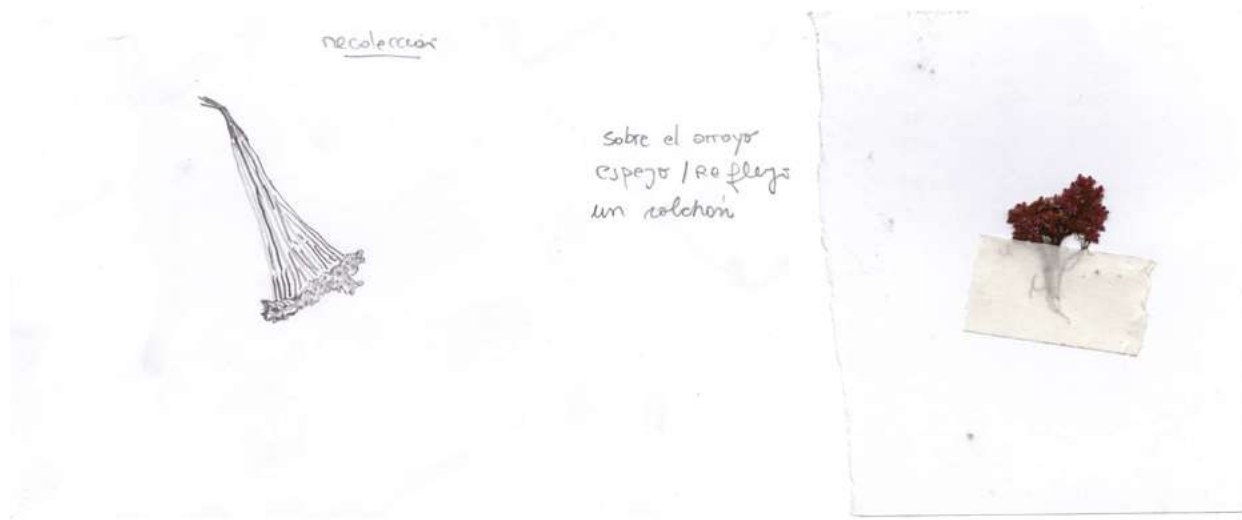 recolección
sobre el arroyo
espejo / Reflejo
un colchón